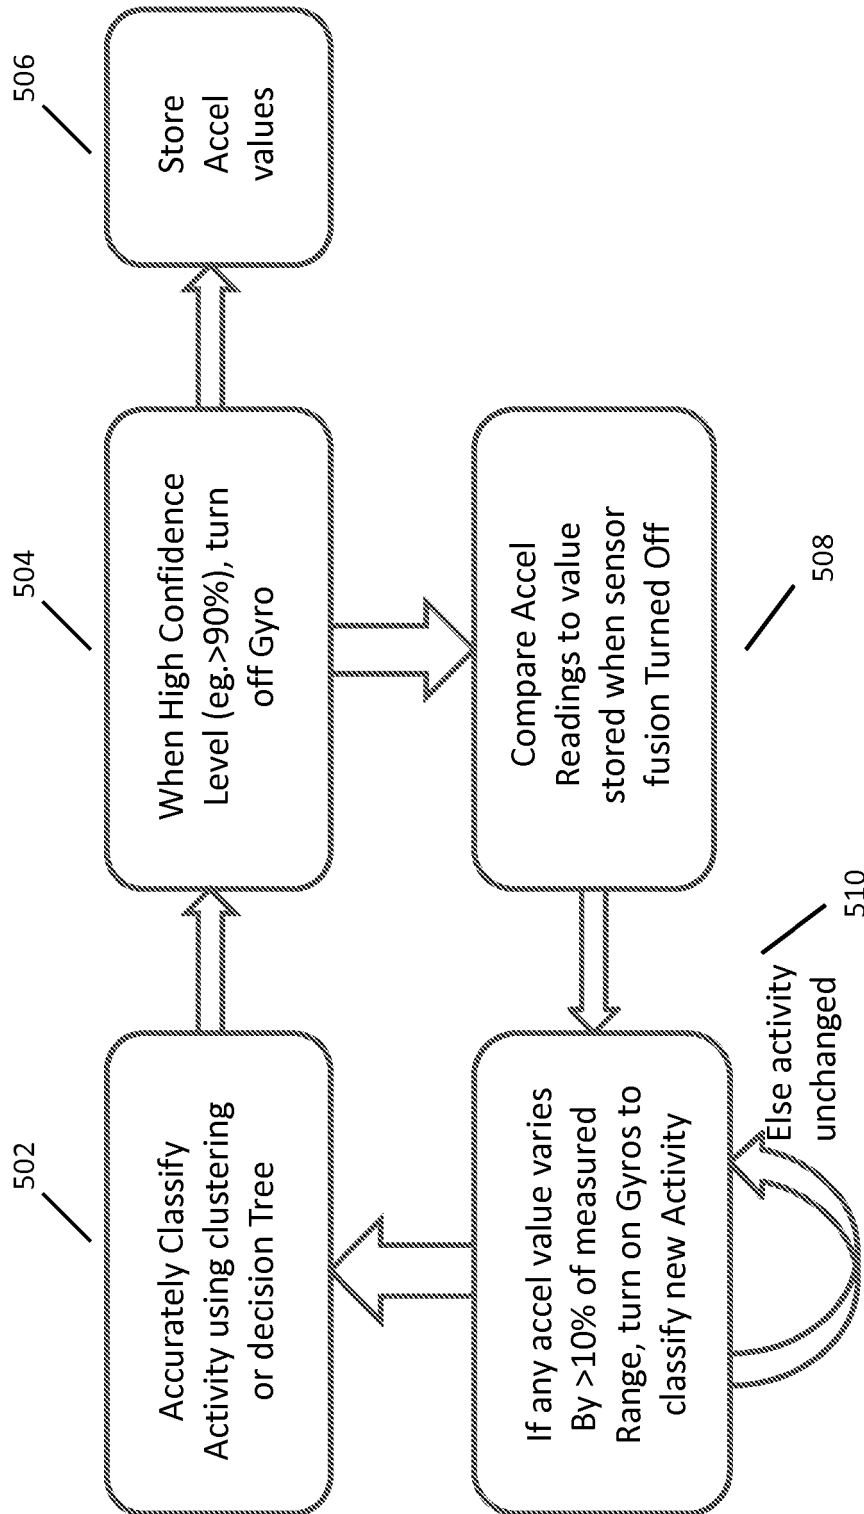 502
Accurately Classify
Activity using clustering
or decision Tree
504
When High Confidence
Level (eg.>90%), turn
off Gyro
506
Store
Accel
values
If any accel value varies
By >10% of measured
Range, turn on Gyros to
classify new Activity
Else activity
unchanged
510
Compare Accel
Readings to value
stored when sensor
fusion Turned Off
508